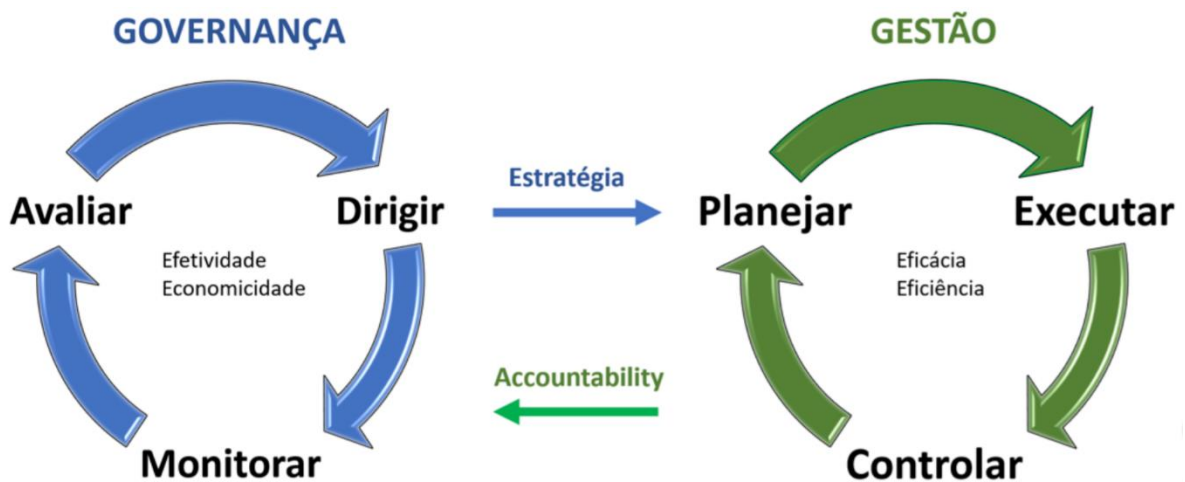 GOVERNANÇA
Avaliar
Dirigir
Efetividade
Economicidade
Monitorar
Estratégia
Accountability
GESTÃO
Planejar
Executar
Eficácia
Eficiência
Controlar